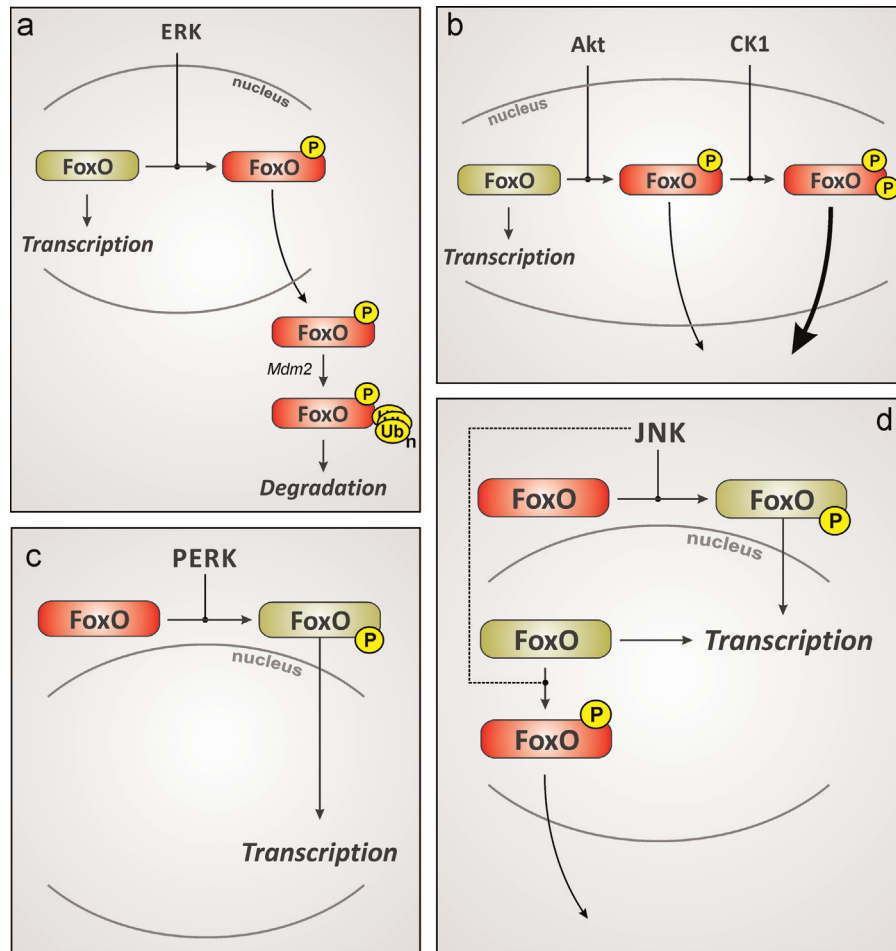 a
ERK
nucleus
FoxO
FoxO
P
Transcription
FoxO
P
Mdm2
FoxO
P
Ub
n
Degradation
b
Akt
CK1
nucleus
FoxO
FoxO
P
FoxO
P
P
Transcription
c
PERK
FoxO
FoxO
P
nucleus
Transcription
d
JNK
FoxO
FoxO
P
nucleus
FoxO
Transcription
FoxO
P